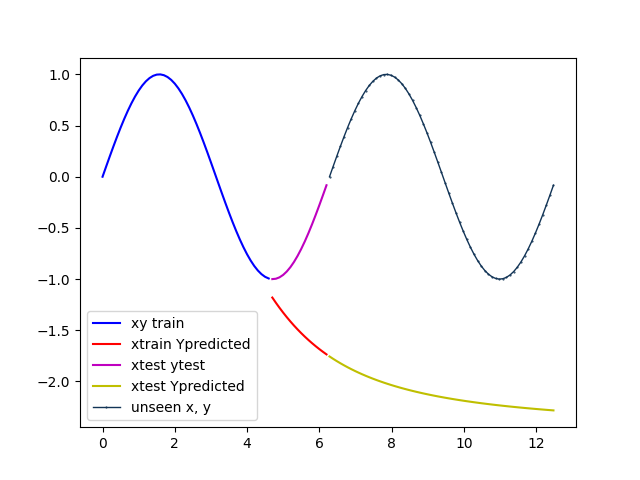 1.0
0.5
0.0
−0.5
−1.0
−1.5
−2.0
xy train
xtrain Ypredicted
xtest ytest
xtest Ypredicted
unseen x, y
0 2 4 6 8 10 12